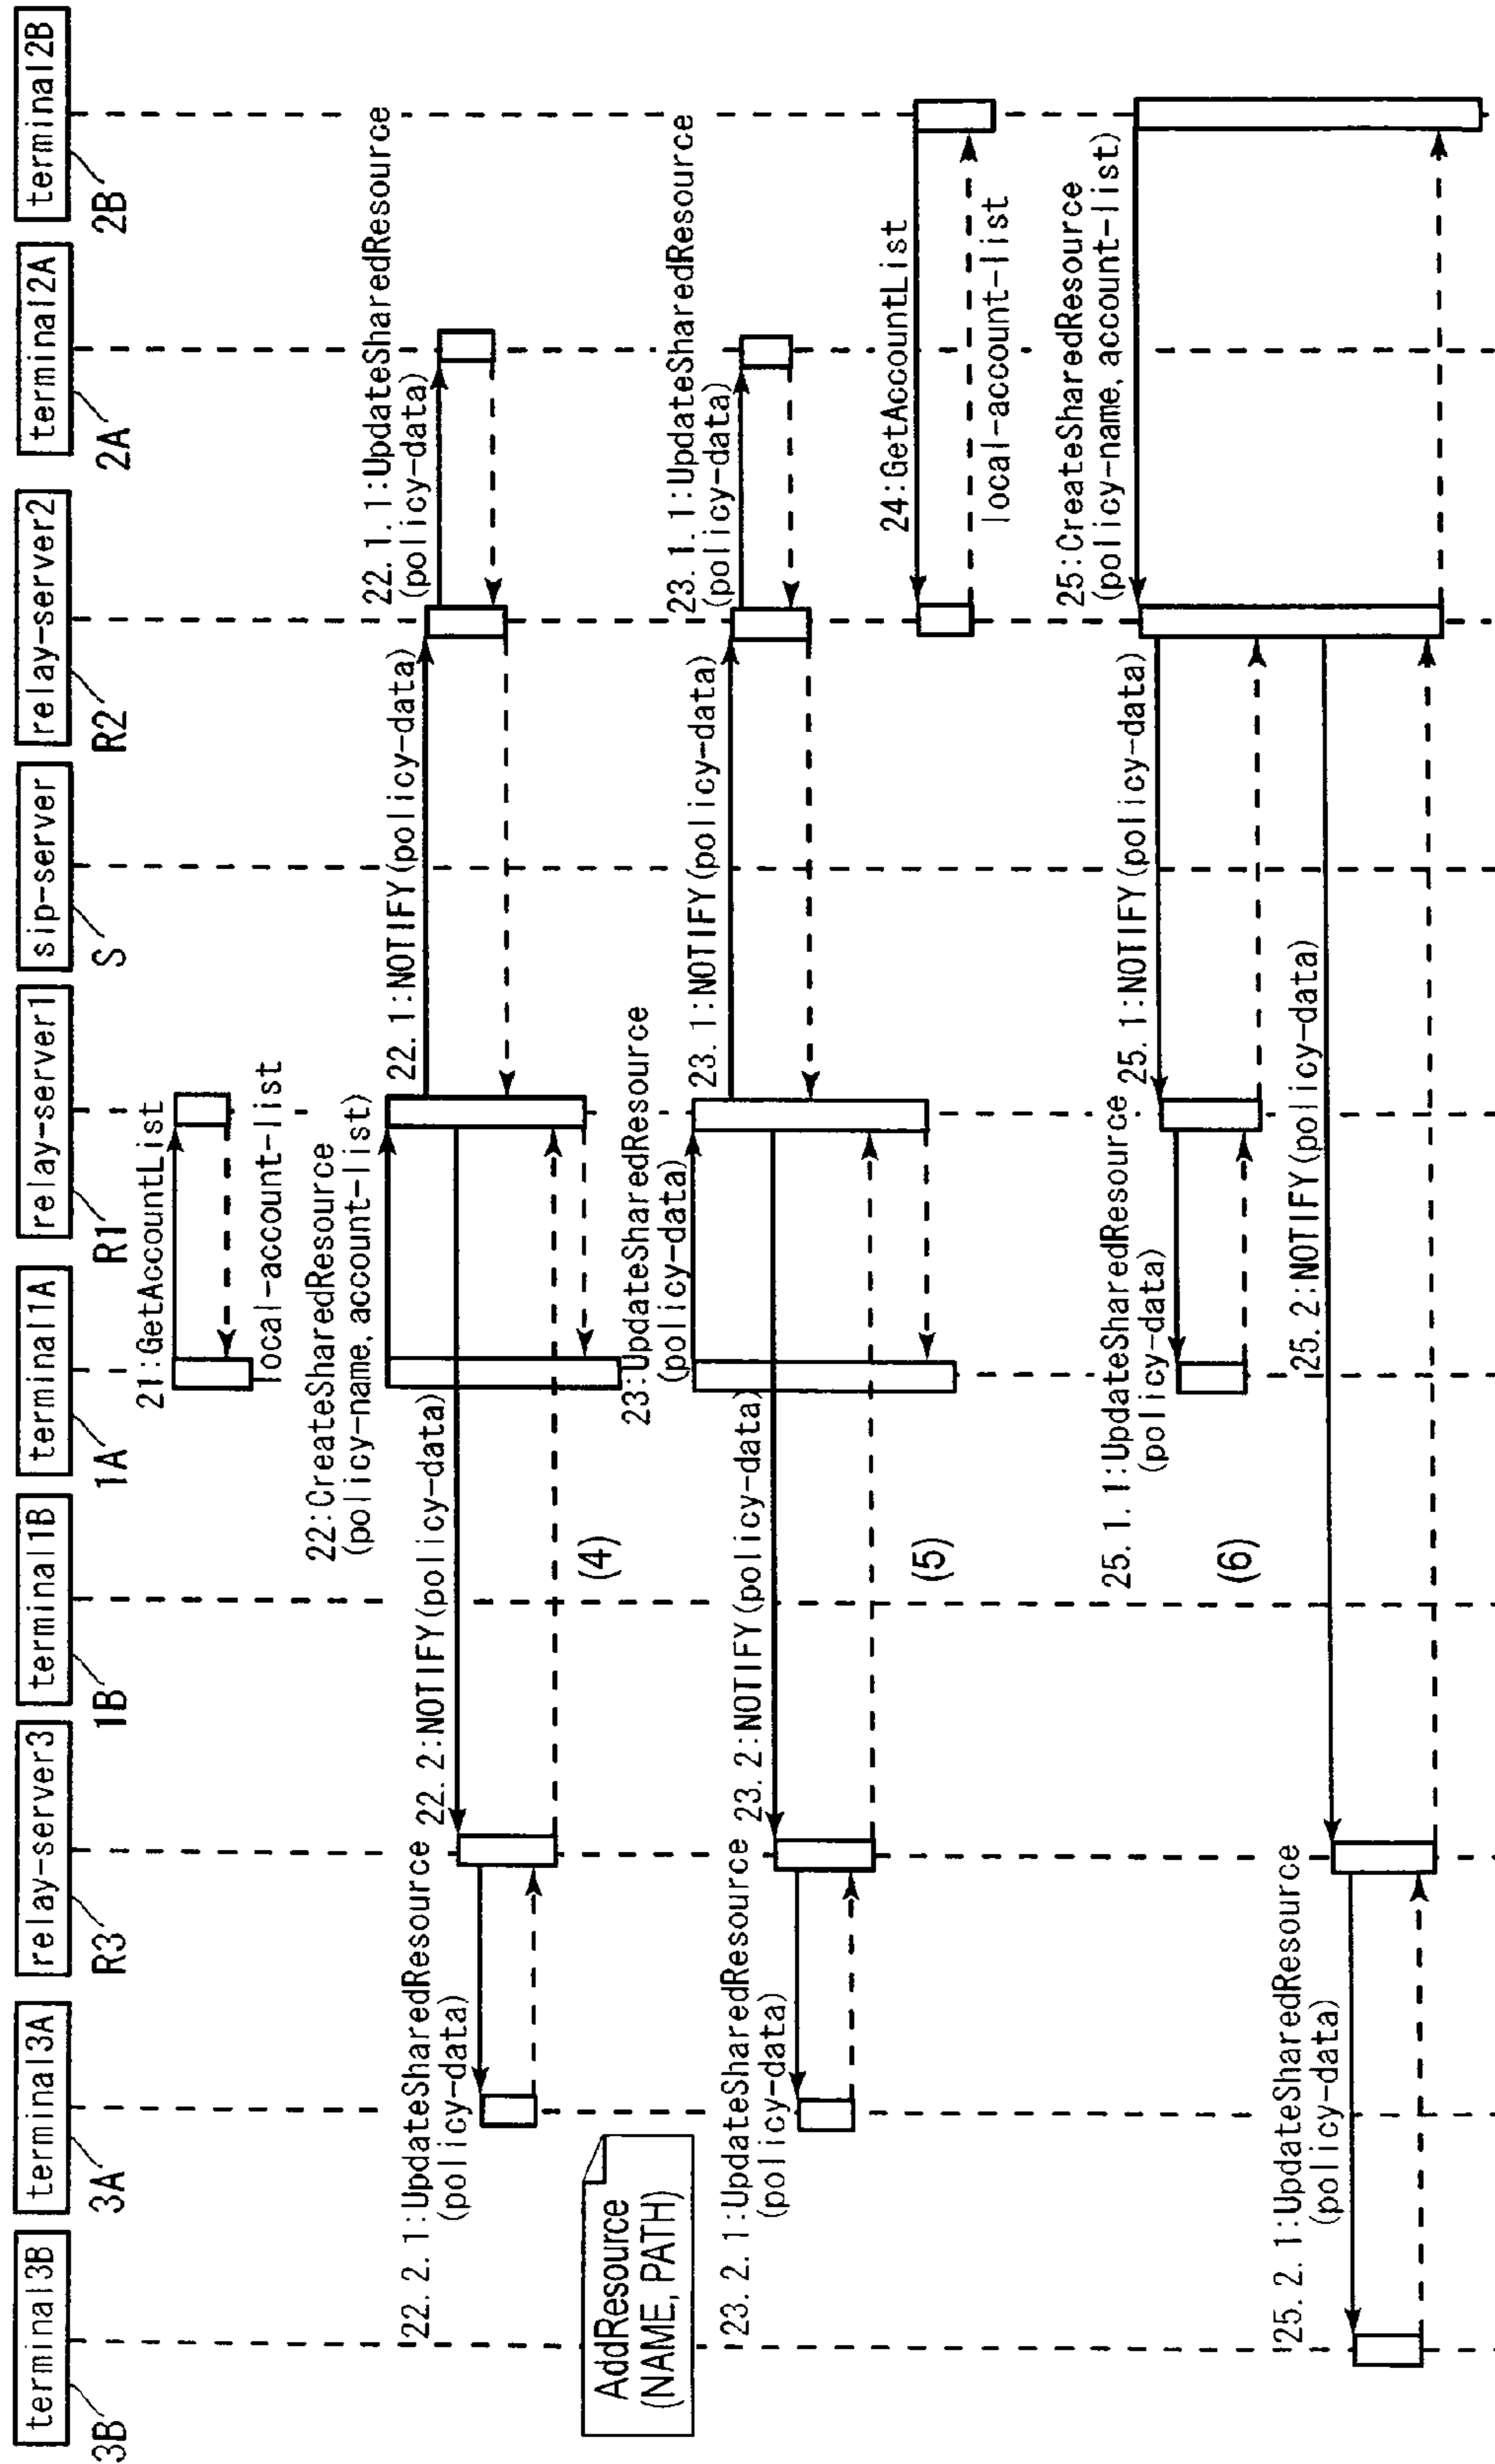 terminal3B
terminal3A
relay-server3
terminal1B
terminal1A
relay-server1
sip-server
relay-server2
terminal2A
terminal2B
3B
3A
R3
1B
1A
R1
S
R2
2A
2B
21:GetAccountList
local-account-list
22:CreateSharedResource
(policy-name, account-list)
22. 1:NOTIFY(policy-data)
22. 1. 1:UpdateSharedResource
(policy-data)
22. 2:NOTIFY(policy-data)
22. 2. 1:UpdateSharedResource
(policy-data)
(4)
AddResource
(NAME, PATH)
23:UpdateSharedResource
(policy-data)
23. 1:NOTIFY(policy-data)
23. 1. 1:UpdateSharedResource
(policy-data)
23. 2:NOTIFY(policy-data)
23. 2. 1:UpdateSharedResource
(policy-data)
(5)
24:GetAccountList
local-account-list
25:CreateSharedResource
(policy-name, account-list)
25. 1:NOTIFY(policy-data)
25. 1. 1:UpdateSharedResource
(policy-data)
(6)
25. 2:NOTIFY(policy-data)
25. 2. 1:UpdateSharedResource
(policy-data)